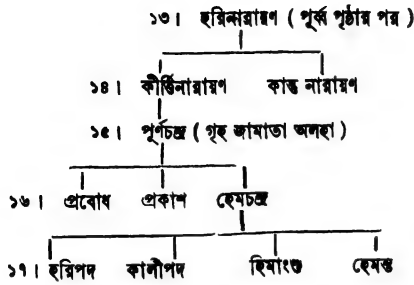 ১৩। হরিনারায়ণ ( পূর্ব্ব পৃষ্ঠার পর )
১৪। কীর্ত্তিনারায়ণ কান্ত নারায়ণ
১৫। পূর্ণচন্দ্র ( গৃহ জামাতা অলহা )
১৬। প্রবোধ প্রকাশ হেমচন্দ্র
১৭। হরিপদ কালীপদ হিমাংশু হেমন্ত